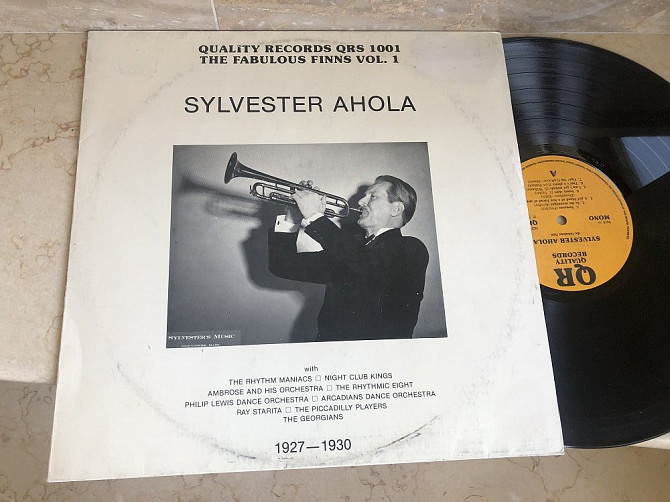 QUALITY RECORDS QRS 1001
THE FABULOUS FINNS VOL. 1
SYLVESTER AHOLA
SYLVESTER'S MUSIC
with
THE RHYTHM MANIACS □ NIGHT CLUB KINGS
AMBROSE AND HIS ORCHESTRA □ THE RHYTHMIC EIGHT
PHILIP LEWIS DANCE ORCHESTRA □ ARCADIANS DANCE ORCHESTRA
RAY STARITA □ THE PICCADILLY PLAYERS
THE GEORGIANS
1927—1930
QR
QUALITY
RECORDS
SYLVESTER AHOLA
MONO
A